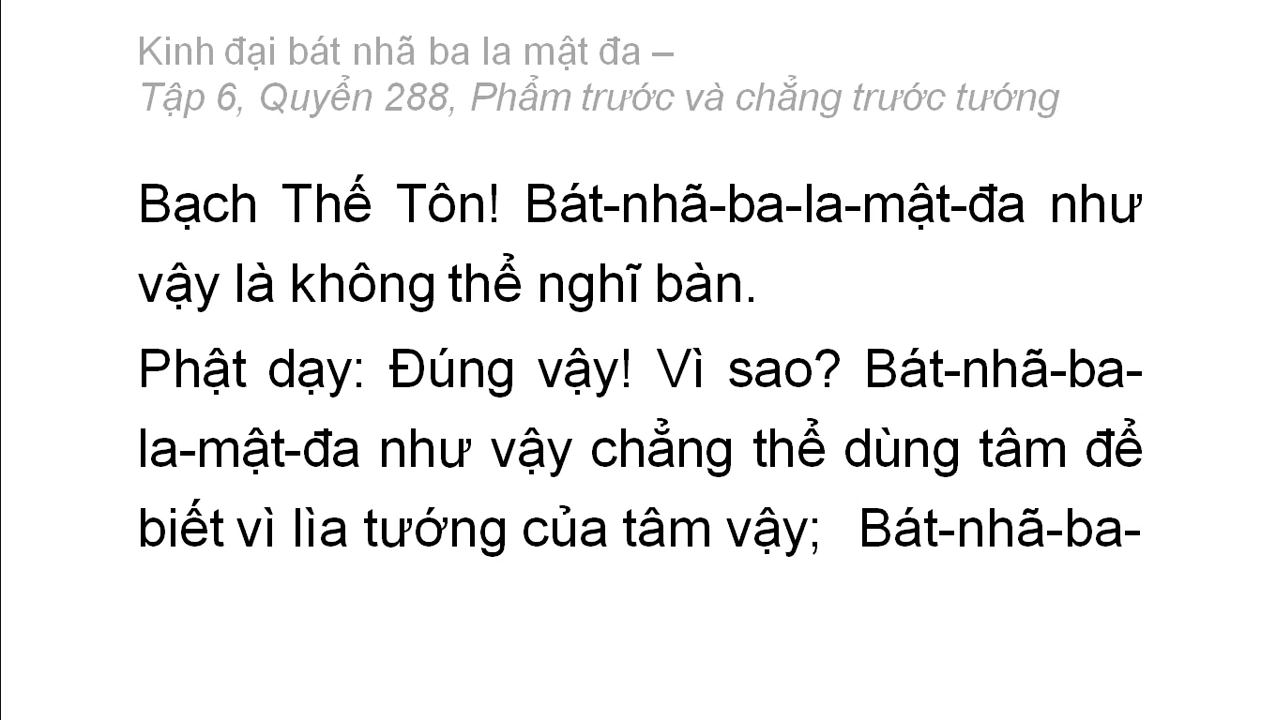 Kinh đại bát nhã ba la mật đa –
Tập 6, Quyển 288, Phẩm trước và chẳng trước tướng
Bạch Thế Tôn! Bát-nhã-ba-la-mật-đa như
vậy là không thể nghĩ bàn.
Phật dạy: Đúng vậy! Vì sao? Bát-nhã-ba-
la-mật-đa như vậy chẳng thể dùng tâm để
biết vì lìa tướng của tâm vậy; Bát-nhã-ba-